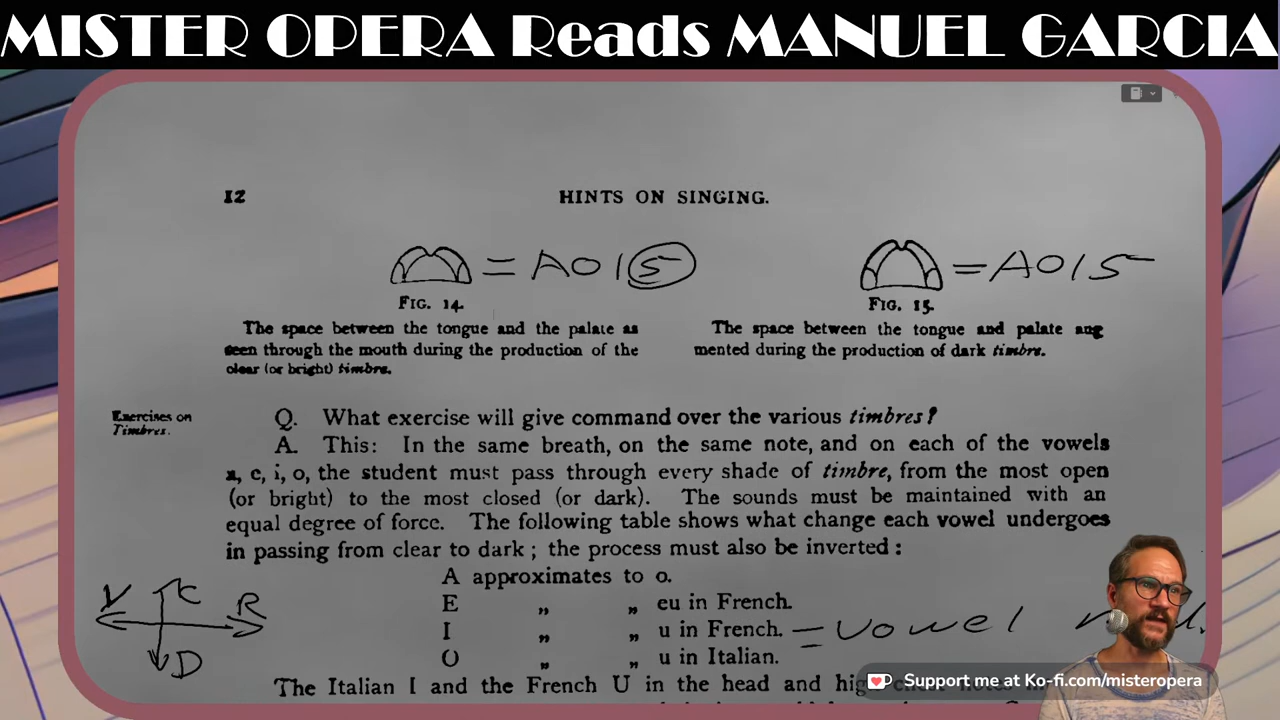 MISTER OPERA Reads MANUEL GARCIA
12
HINTS ON SINGING.
= AO15
= AO15
FIG. 14.
FIG. 15.
The space between the tongue and the palate as
seen through the mouth during the production of the
clear (or bright) timbre.
The space between the tongue and palate aug
mented during the production of dark timbre.
Exercises on
Timbres.
Q. What exercise will give command over the various timbres?
A. This: In the same breath, on the same note, and on each of the vowels
a, e, i, o, the student must pass through every shade of timbre, from the most open
(or bright) to the most closed (or dark). The sounds must be maintained with an
equal degree of force. The following table shows what change each vowel undergoes
in passing from clear to dark; the process must also be inverted:
A approximates to o.
E „ „ eu in French.
I „ „ u in French. = vowel
O „ „ u in Italian.
V C R
D
The Italian I and the French U in the head and
Support me at Ko-fi.com/misteropera